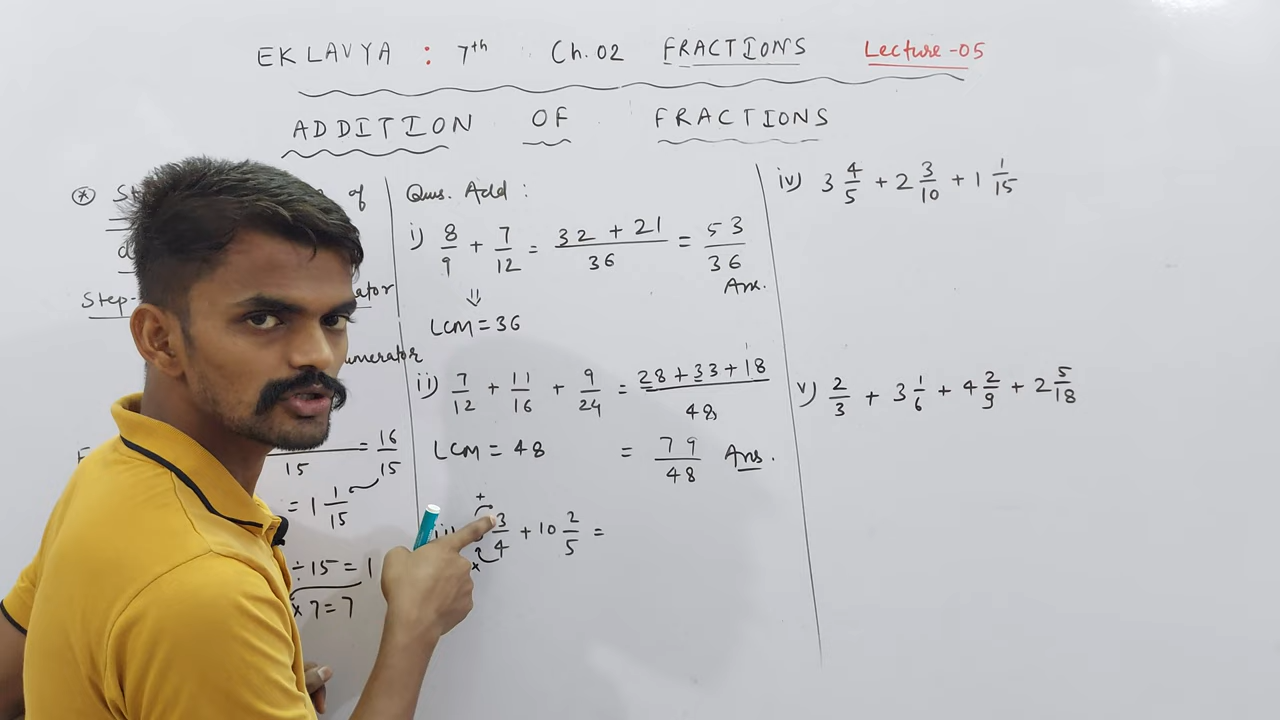 EKLAVYA : 7th Ch.02 FRACTIONS Lecture-05
ADDITION OF FRACTIONS
of
Step-
15 = 16/15
= 1 1/15
÷15 = 1
×7 = 7
Ques. Add :
i) 8/9 + 7/12 = 32 + 21/36 = 53/36
Ans.
⇓
LCM = 36
ii) 7/12 + 11/16 + 9/24 = 28 + 33 + 18/48
LCM = 48 = 79/48 Ans.
+
3/4 + 10 2/5 =
×
iv) 3 4/5 + 2 3/10 + 1 1/15
v) 2/3 + 3 1/6 + 4 2/9 + 2 5/18